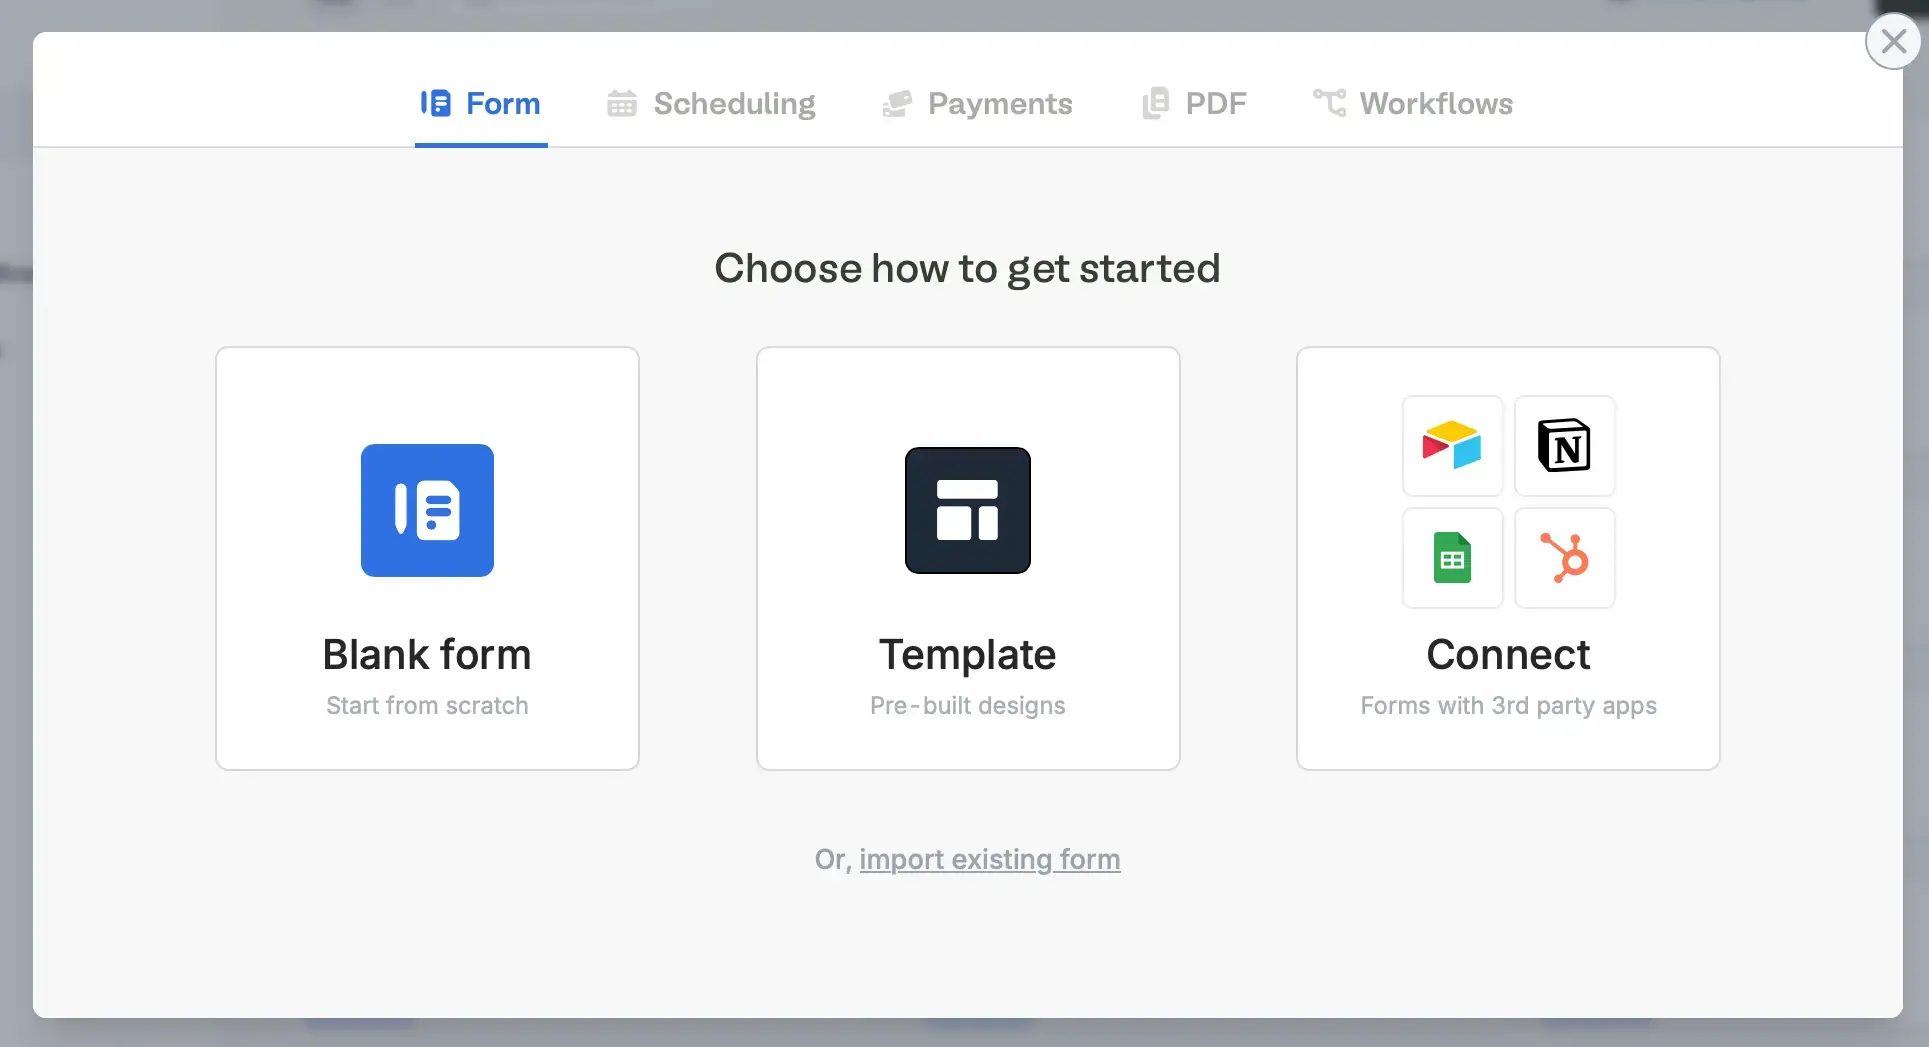 Form
Scheduling
Payments
PDF
Workflows
Choose how to get started
Blank form
Start from scratch
Template
Pre-built designs
N
Connect
Forms with 3rd party apps
Or, import existing form